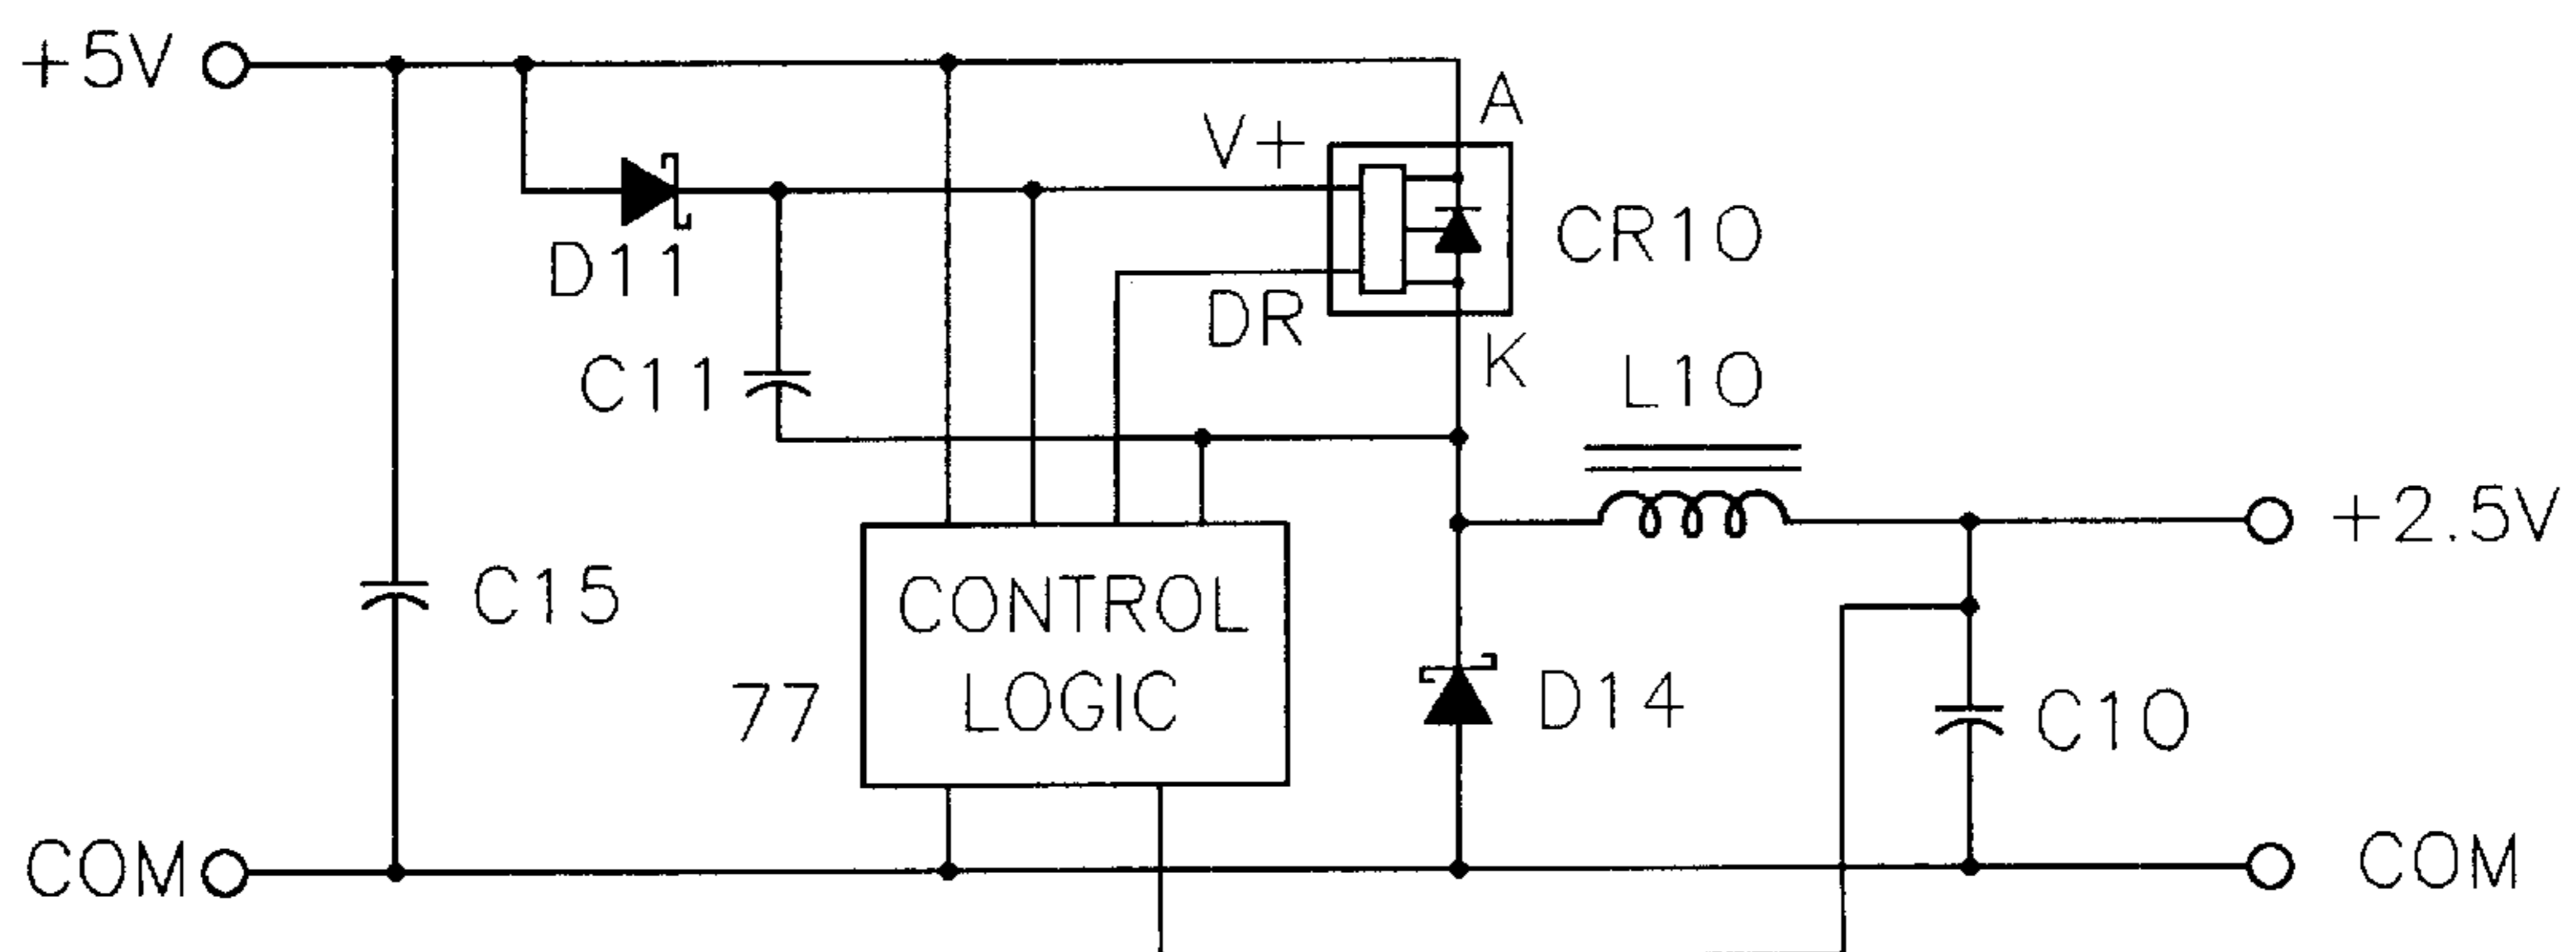 +5V
A
V+
CR10
D11
DR
C11
K
L10
+2.5V
C15
CONTROL
LOGIC
77
D14
C10
COM
COM